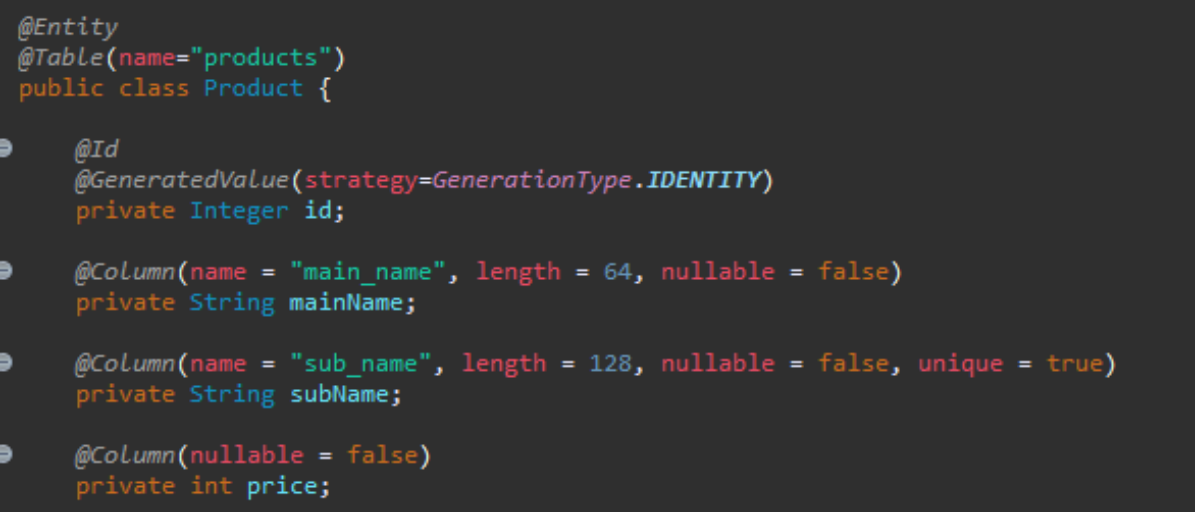 @Entity
@Table(name="products")
public class Product {
@Id
@GeneratedValue(strategy=GenerationType.IDENTITY)
private Integer id;
@Column(name = "main_name", length = 64, nullable = false)
private String mainName;
@Column(name = "sub_name", length = 128, nullable = false, unique = true)
private String subName;
@Column(nullable = false)
private int price;